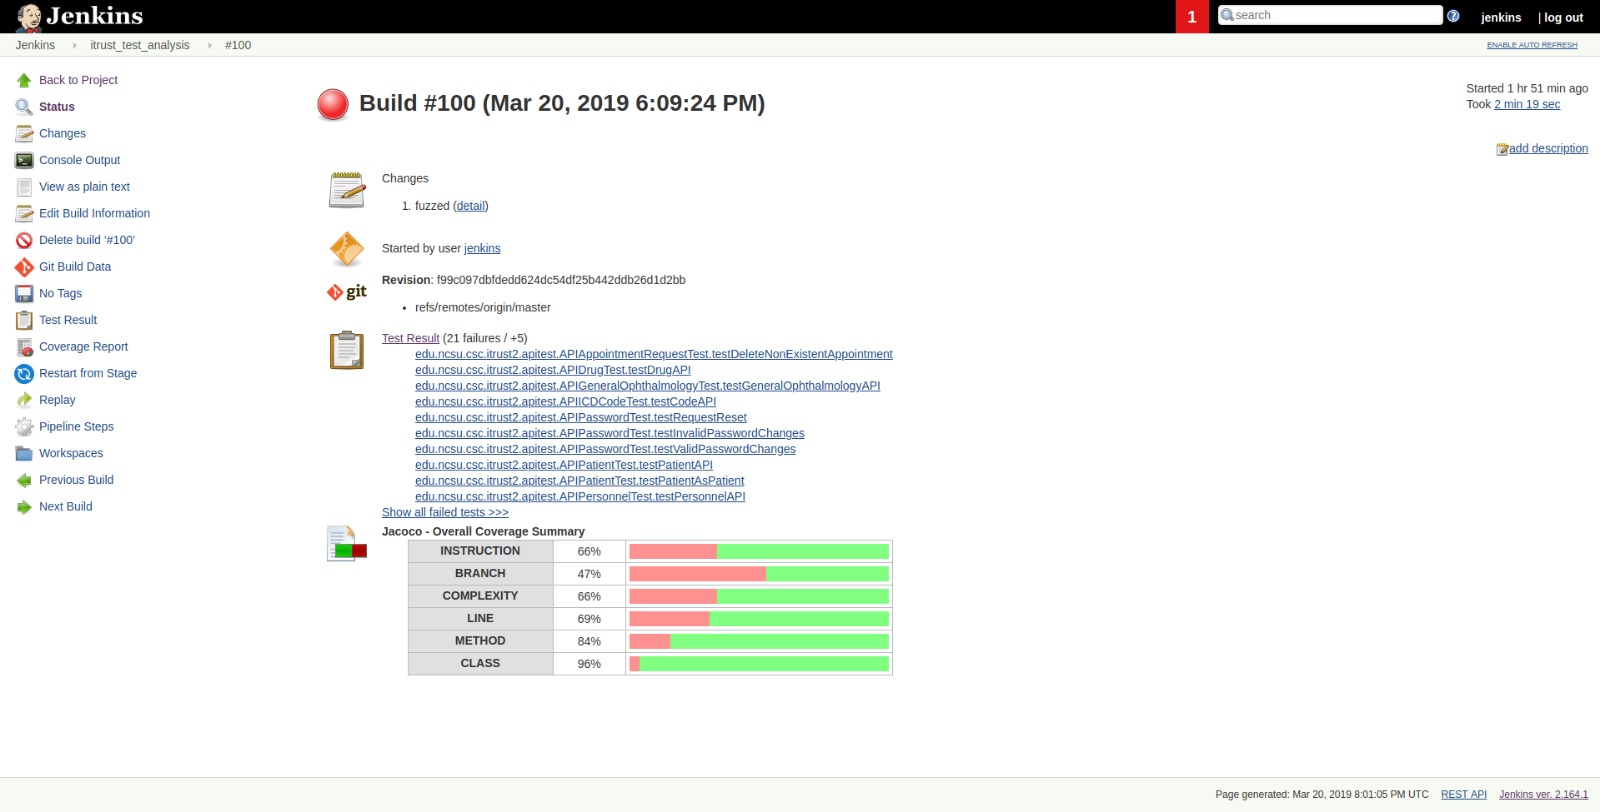 Jenkins
1
search
jenkins
| log out
Jenkins
itrust_test_analysis
#100
ENABLE AUTO REFRESH
Back to Project
Status
Changes
Console Output
View as plain text
Edit Build Information
Delete build ‘#100’
Git Build Data
No Tags
Test Result
Coverage Report
Restart from Stage
Replay
Pipeline Steps
Workspaces
Previous Build
Next Build
Build #100 (Mar 20, 2019 6:09:24 PM)
Started 1 hr 51 min ago
Took 2 min 19 sec
add description
Changes
1. fuzzed (detail)
Started by user jenkins
git
Revision: f99c097dbfdedd624dc54df25b442ddb26d1d2bb
• refs/remotes/origin/master
Test Result (21 failures / +5)
edu.ncsu.csc.itrust2.apitest.APIAppointmentRequestTest.testDeleteNonExistentAppointment
edu.ncsu.csc.itrust2.apitest.APIDrugTest.testDrugAPI
edu.ncsu.csc.itrust2.apitest.APIGeneralOphthalmologyTest.testGeneralOphthalmologyAPI
edu.ncsu.csc.itrust2.apitest.APIICDCodeTest.testCodeAPI
edu.ncsu.csc.itrust2.apitest.APIPasswordTest.testRequestReset
edu.ncsu.csc.itrust2.apitest.APIPasswordTest.testInvalidPasswordChanges
edu.ncsu.csc.itrust2.apitest.APIPasswordTest.testValidPasswordChanges
edu.ncsu.csc.itrust2.apitest.APIPatientTest.testPatientAPI
edu.ncsu.csc.itrust2.apitest.APIPatientTest.testPatientAsPatient
edu.ncsu.csc.itrust2.apitest.APIPersonnelTest.testPersonnelAPI
Show all failed tests >>>
Jacoco - Overall Coverage Summary
INSTRUCTION 66%
BRANCH 47%
COMPLEXITY 66%
LINE 69%
METHOD 84%
CLASS 96%
Page generated: Mar 20, 2019 8:01:05 PM UTC
REST API
Jenkins ver. 2.164.1